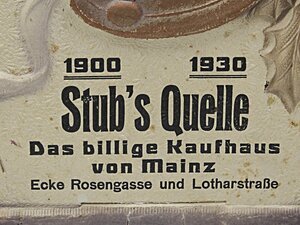 1900 1930
Stub's Quelle
Das billige Kaufhaus
von Mainz
Ecke Rosengasse und Lotharstraße